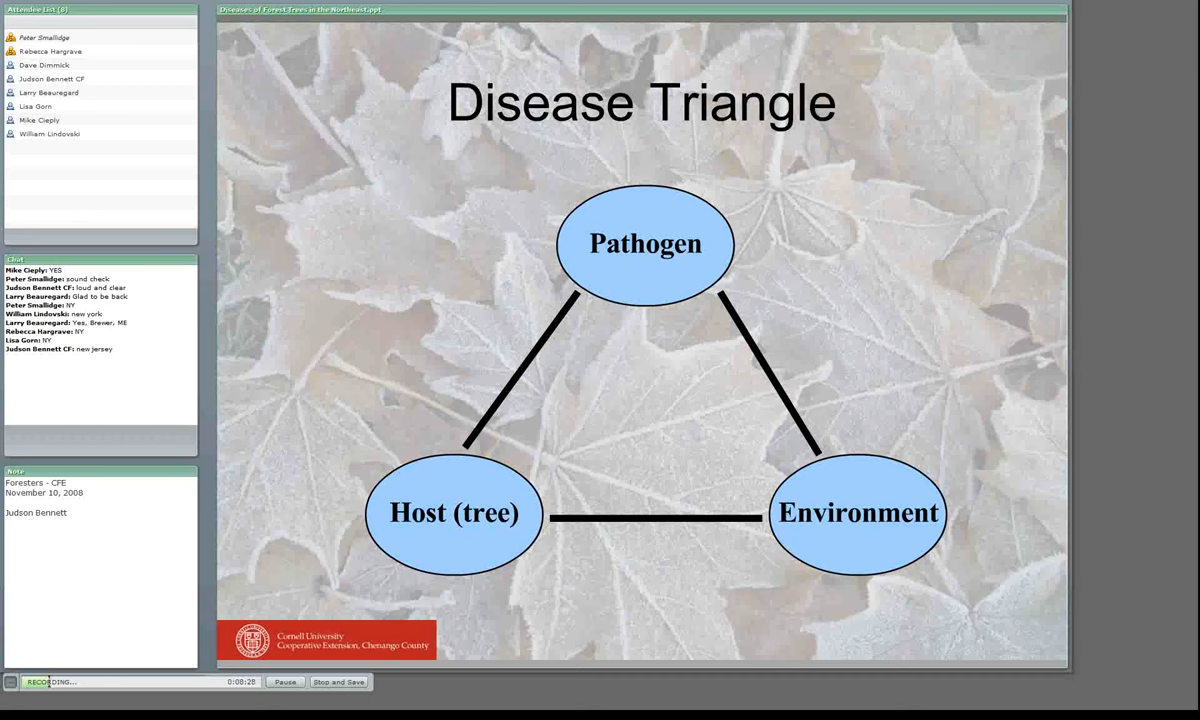 Attendee List (8)
Peter Smallidge
Rebecca Hargrave
Dave Dimmick
Judson Bennett CF
Larry Beauregard
Lisa Gorn
Mike Cieply
William Lindovski
Chat
Mike Cieply: YES
Peter Smallidge: sound check
Judson Bennett CF: loud and clear
Larry Beauregard: Glad to be back
Peter Smallidge: NY
William Lindovski: new york
Larry Beauregard: Yes, Brewer, ME
Rebecca Hargrave: NY
Lisa Gorn: NY
Judson Bennett CF: new jersey
Note
Foresters - CFE
November 10, 2008
Judson Bennett
Diseases of Forest Trees in the Northeast.ppt
Disease Triangle
Pathogen
Host (tree)
Environment
Cornell University
Cooperative Extension, Chenango County
RECORDING...
0:08:28
Pause
Stop and Save